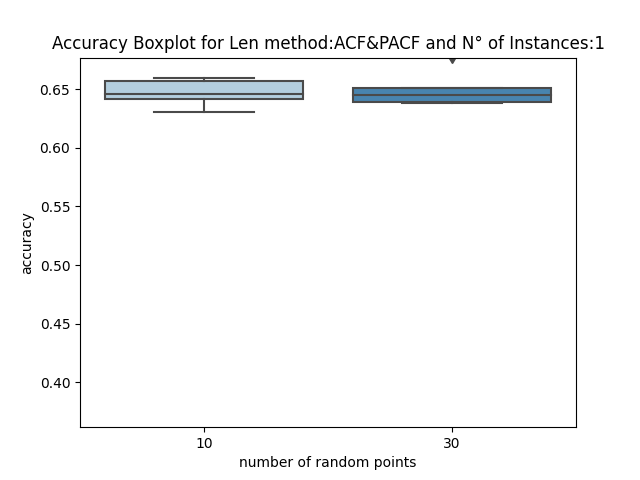 Accuracy Boxplot for Len method:ACF&PACF and N° of Instances:1
0.65
0.60
0.55
0.50
0.45
0.40
accuracy
10 30
number of random points